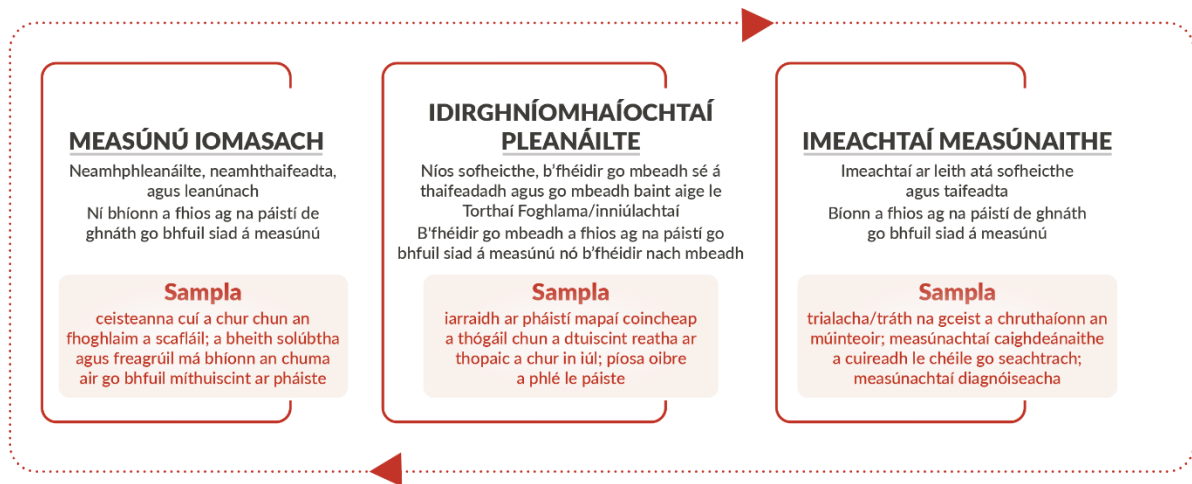 MEASÚNÚ IOMASACH
Neamhphleanáilte, neamhthaifeadta,
agus leanúnach
Ní bhíonn a fhios ag na páistí de
ghnáth go bhfuil siad á measúnú
Sampla
ceisteanna cuí a chur chun an
fhoghlaim a scafláil; a bheith solúbtha
agus freagrúil má bhíonn an chuma
air go bhfuil míthuiscint ar pháiste
IDIRGHNÍOMHAÍOCHTAÍ
PLEANÁILTE
Níos sofheicthe, b'fhéidir go mbeadh sé á
thaifeadadh agus go mbeadh baint aige le
Torthaí Foghlama/inniúlachtaí
B'fhéidir go mbeadh a fhios ag na páistí go
bhfuil siad á measúnú nó b'fhéidir nach mbeadh
Sampla
iarraidh ar pháistí mapaí coincheap
a thógáil chun a dtuiscint reatha ar
thopaic a chur in iúl; píosa oibre
a phlé le páiste
IMEACHTAÍ MEASÚNAITHE
Imeachtaí ar leith atá sofheicthe
agus taifeadta
Bíonn a fhios ag na páistí de ghnáth
go bhfuil siad á measúnú
Sampla
trialacha/tráth na gceist a chruthaíonn an
múinteoir; measúnachtaí caighdeánaithe
a cuireadh le chéile go seachtrach;
measúnachtaí diagnóiseacha